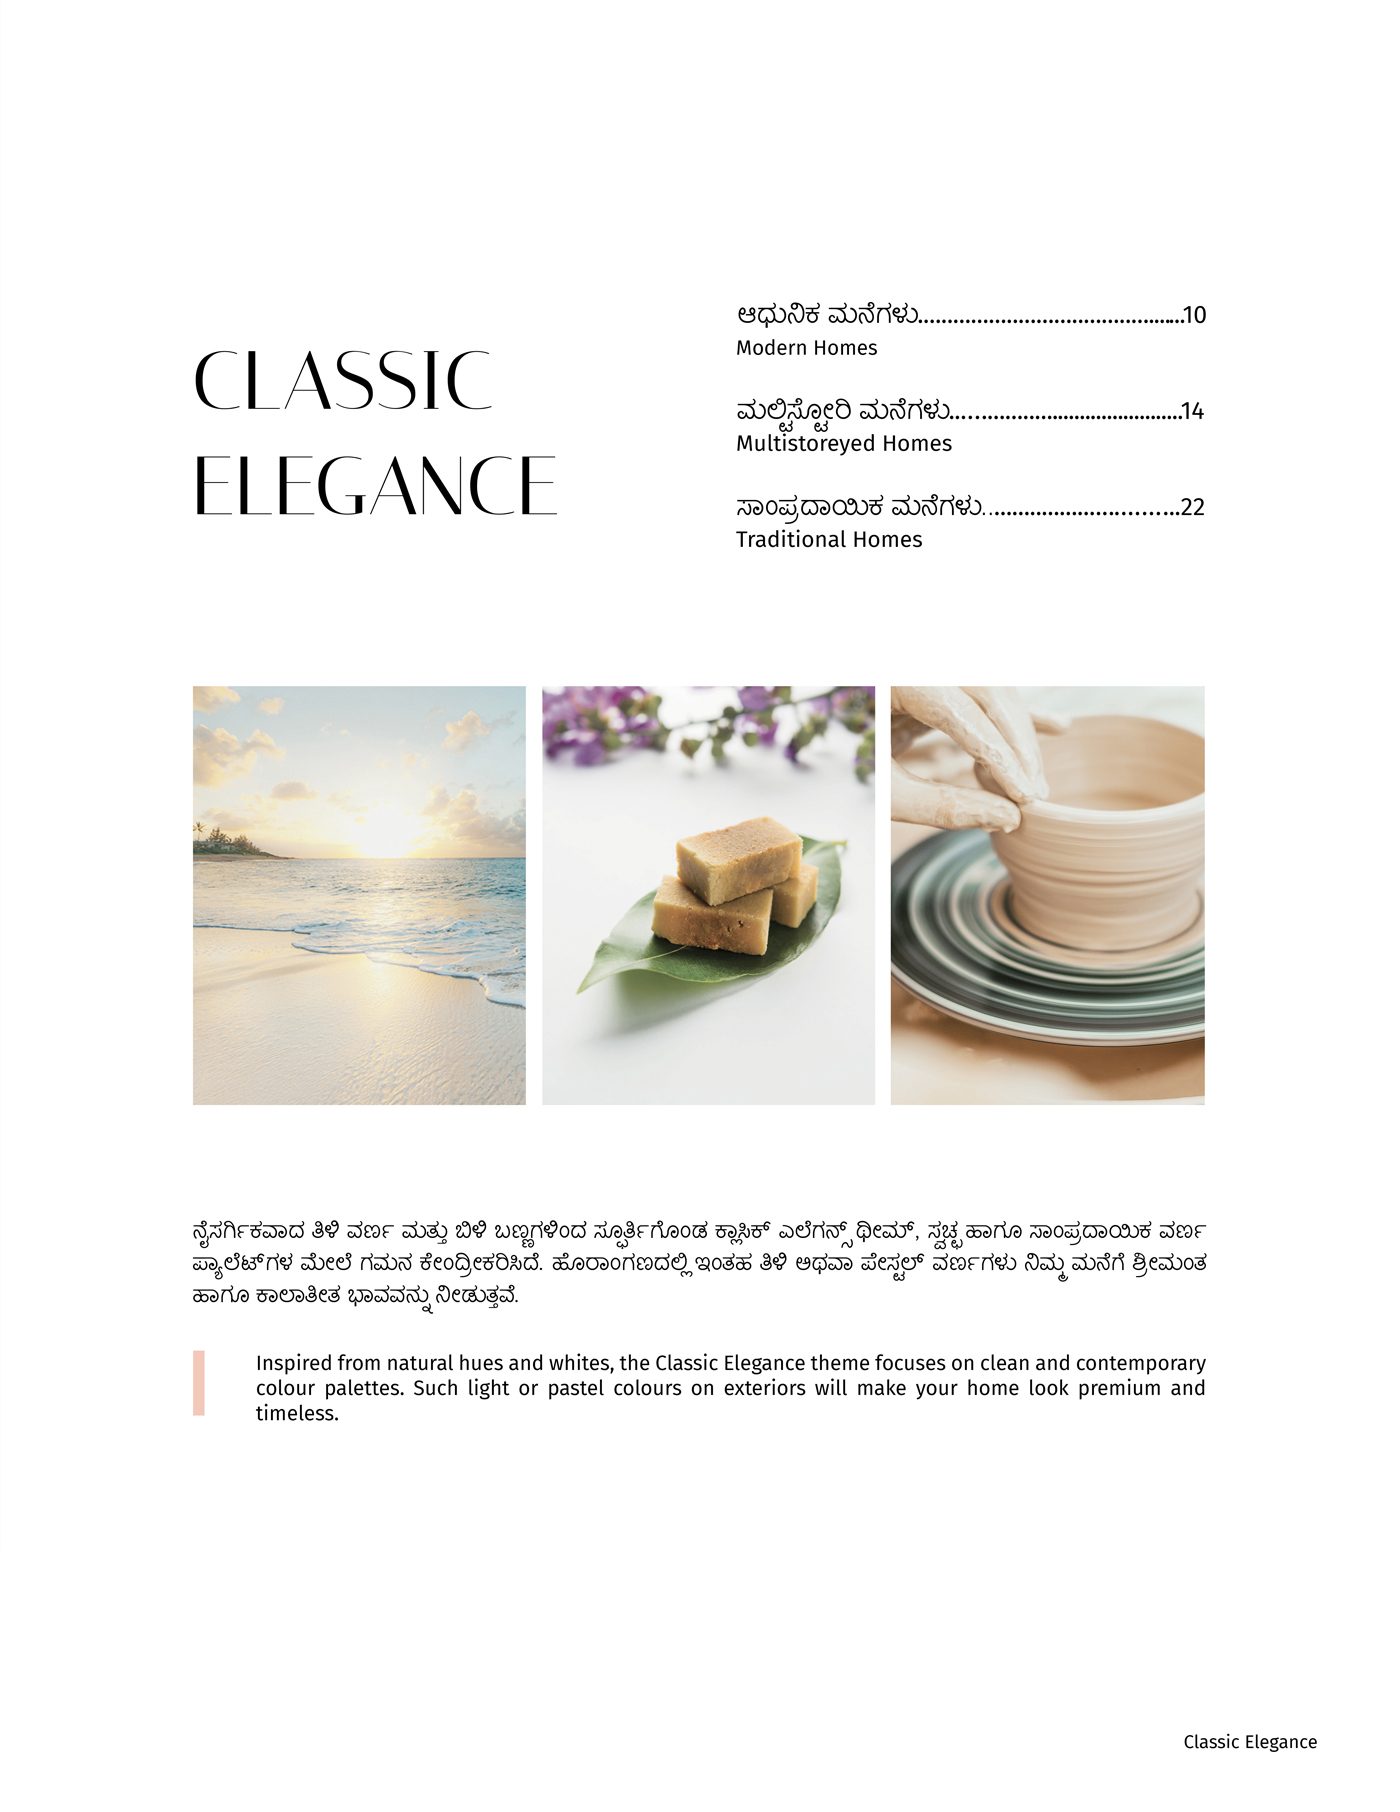 CLASSIC
ELEGANCE
ಆಧುನಿಕ ಮನೆಗಳು................................................10
Modern Homes
ಮಲ್ಟಿಸ್ಟೋರಿ ಮನೆಗಳು..........................................14
Multistoreyed Homes
ಸಾಂಪ್ರದಾಯಿಕ ಮನೆಗಳು....................................22
Traditional Homes
ನೈಸರ್ಗಿಕವಾದ ತಿಳಿ ವರ್ಣ ಮತ್ತು ಬಿಳಿ ಬಣ್ಣಗಳಿಂದ ಸ್ಫೂರ್ತಿಗೊಂಡ ಕ್ಲಾಸಿಕ್ ಎಲೆಗನ್ಸ್ ಥೀಮ್, ಸ್ವಚ್ಛ ಹಾಗೂ ಸಾಂಪ್ರದಾಯಿಕ ವರ್ಣ
ಪ್ಯಾಲೆಟ್‌ಗಳ ಮೇಲೆ ಗಮನ ಕೇಂದ್ರೀಕರಿಸಿದೆ. ಹೊರಾಂಗಣದಲ್ಲಿ ಇಂತಹ ತಿಳಿ ಅಥವಾ ಪೇಸ್ಟಲ್ ವರ್ಣಗಳು ನಿಮ್ಮ ಮನೆಗೆ ಶ್ರೀಮಂತ
ಹಾಗೂ ಕಾಲಾತೀತ ಭಾವವನ್ನು ನೀಡುತ್ತವೆ.
Inspired from natural hues and whites, the Classic Elegance theme focuses on clean and contemporary
colour palettes. Such light or pastel colours on exteriors will make your home look premium and
timeless.
Classic Elegance